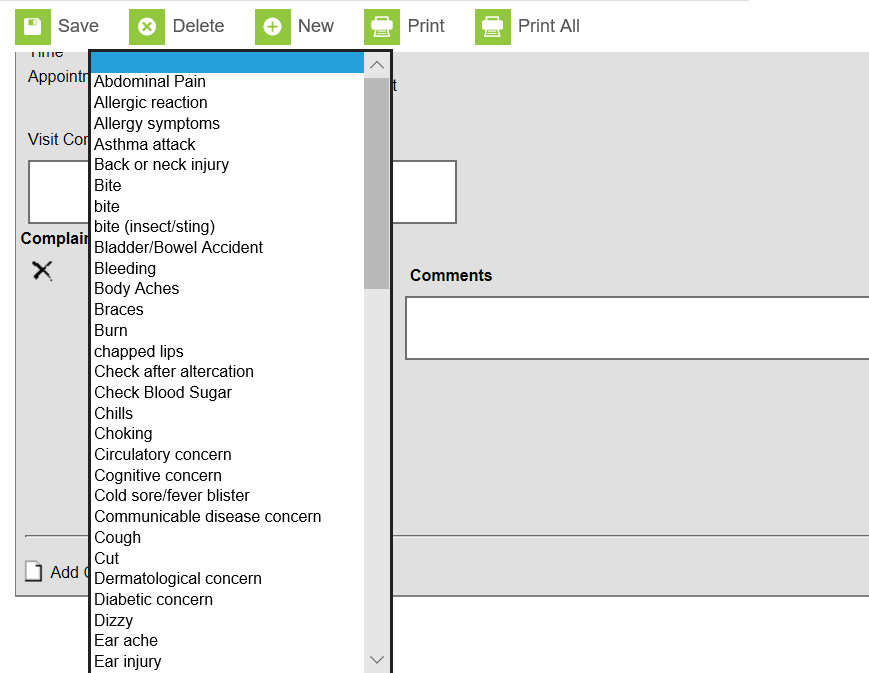 Save Delete New Print Print All
Time
Visit
Abdominal Pain
Allergic reaction
Allergy symptoms
Asthma attack
Back or neck injury
Bite
bite
bite (insect/sting)
Bladder/Bowel Accident
Bleeding
Body Aches
Braces
Burn
chapped lips
Check after altercation
Check Blood Sugar
Chills
Choking
Circulatory concern
Cognitive concern
Cold sore/fever blister
Communicable disease concern
Cough
Cut
Dermatological concern
Diabetic concern
Dizzy
Ear ache
Ear injury
Comments
Add